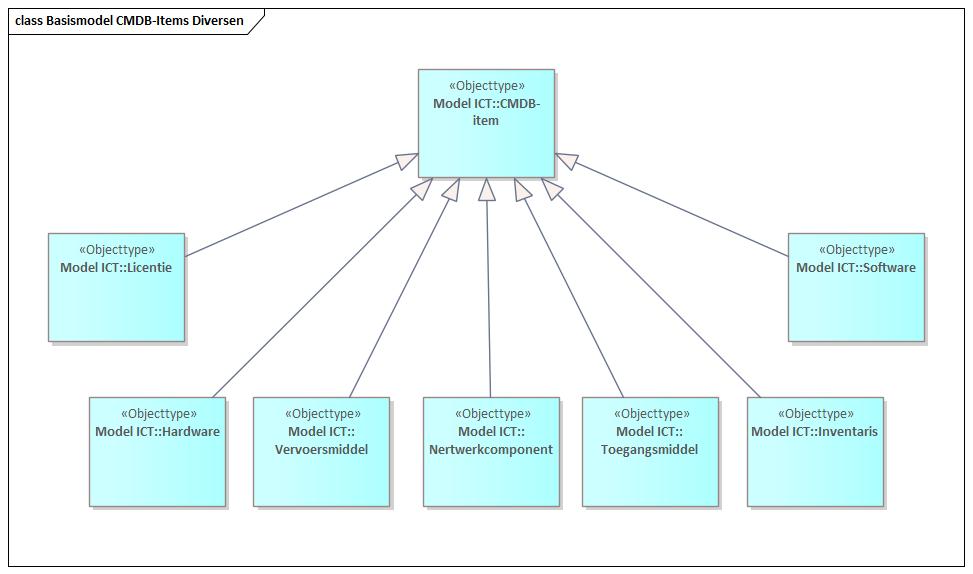 class Basismodel CMDB-Items Diversen
«Objecttype»
Model ICT::CMDB-
item
«Objecttype»
Model ICT::Licentie
«Objecttype»
Model ICT::Software
«Objecttype»
Model ICT::Hardware
«Objecttype»
Model ICT::
Vervoersmiddel
«Objecttype»
Model ICT::
Nertwerkcomponent
«Objecttype»
Model ICT::
Toegangsmiddel
«Objecttype»
Model ICT::Inventaris